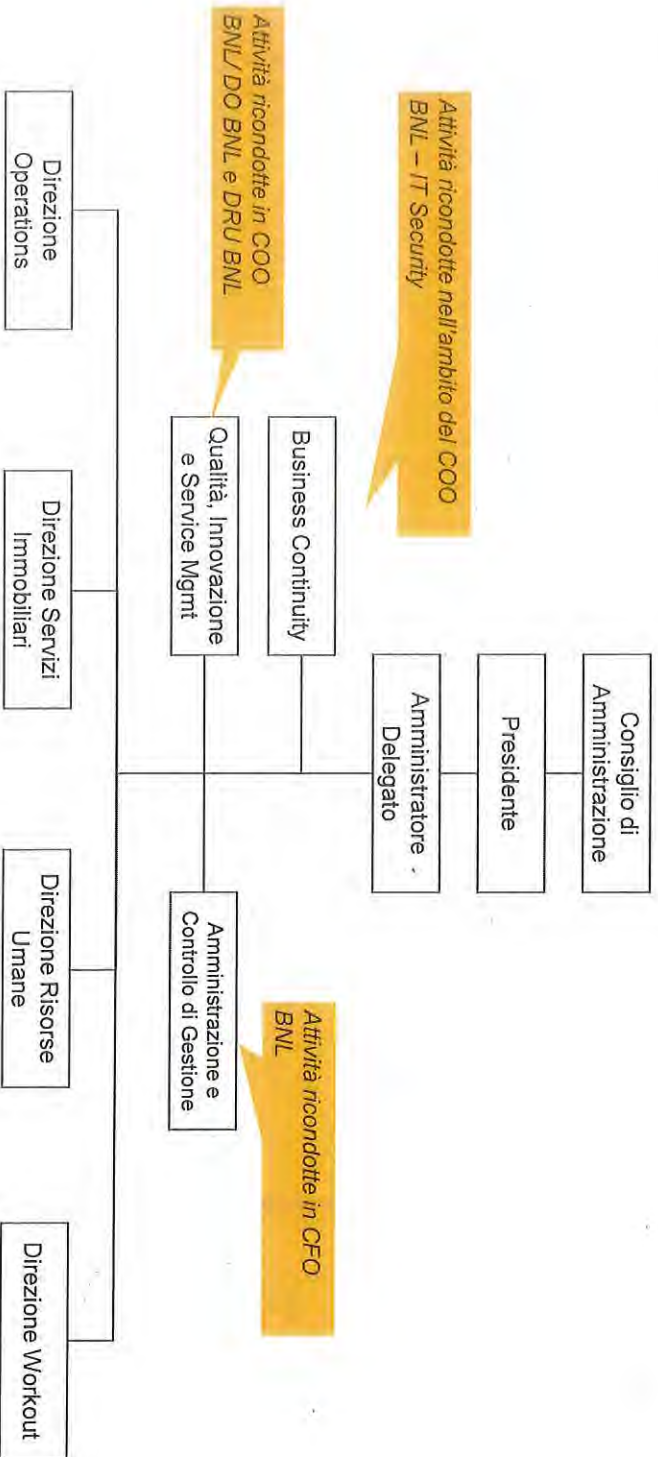 Consiglio di
Amministrazione
Presidente
Amministratore
Delegato
Attività ricondotte nell'ambito del COO
BNL – IT Security
Business Continuity
Attività ricondotte in CFO
BNL
Attività ricondotte in COO
BNL/ DO BNL e DRU BNL
Qualità, Innovazione
e Service Mgmt
Amministrazione e
Controllo di Gestione
Direzione
Operations
Direzione Servizi
Immobiliari
Direzione Risorse
Umane
Direzione Workout